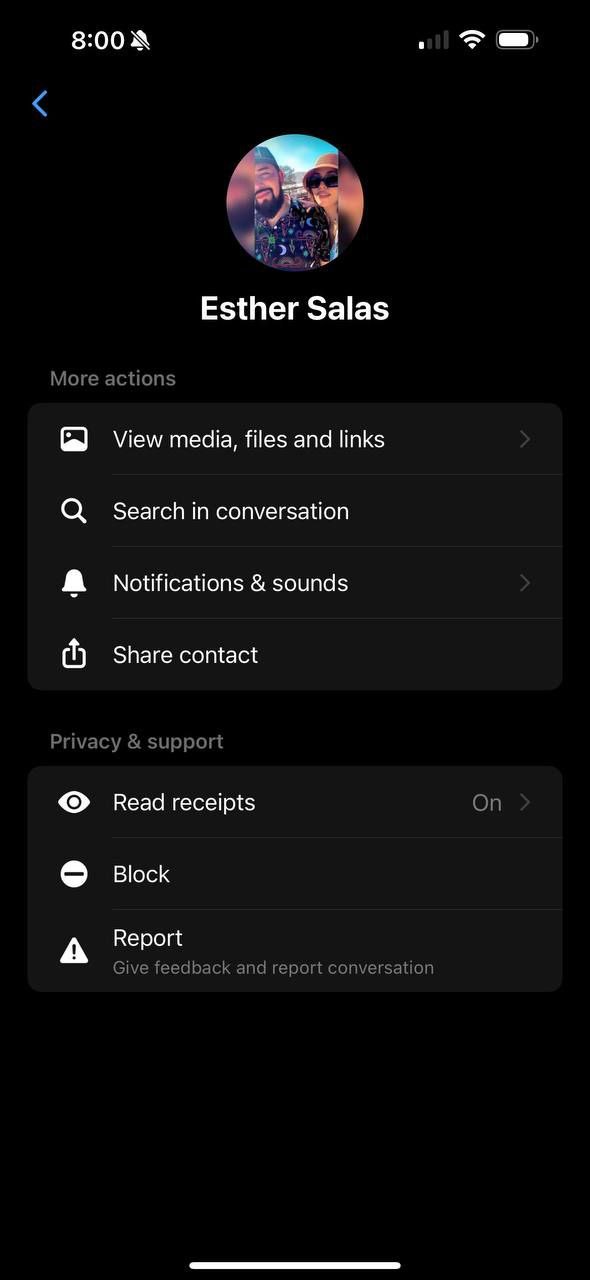 8:00
Esther Salas
More actions
View media, files and links
Search in conversation
Notifications & sounds
Share contact
Privacy & support
Read receipts On
Block
Report
Give feedback and report conversation